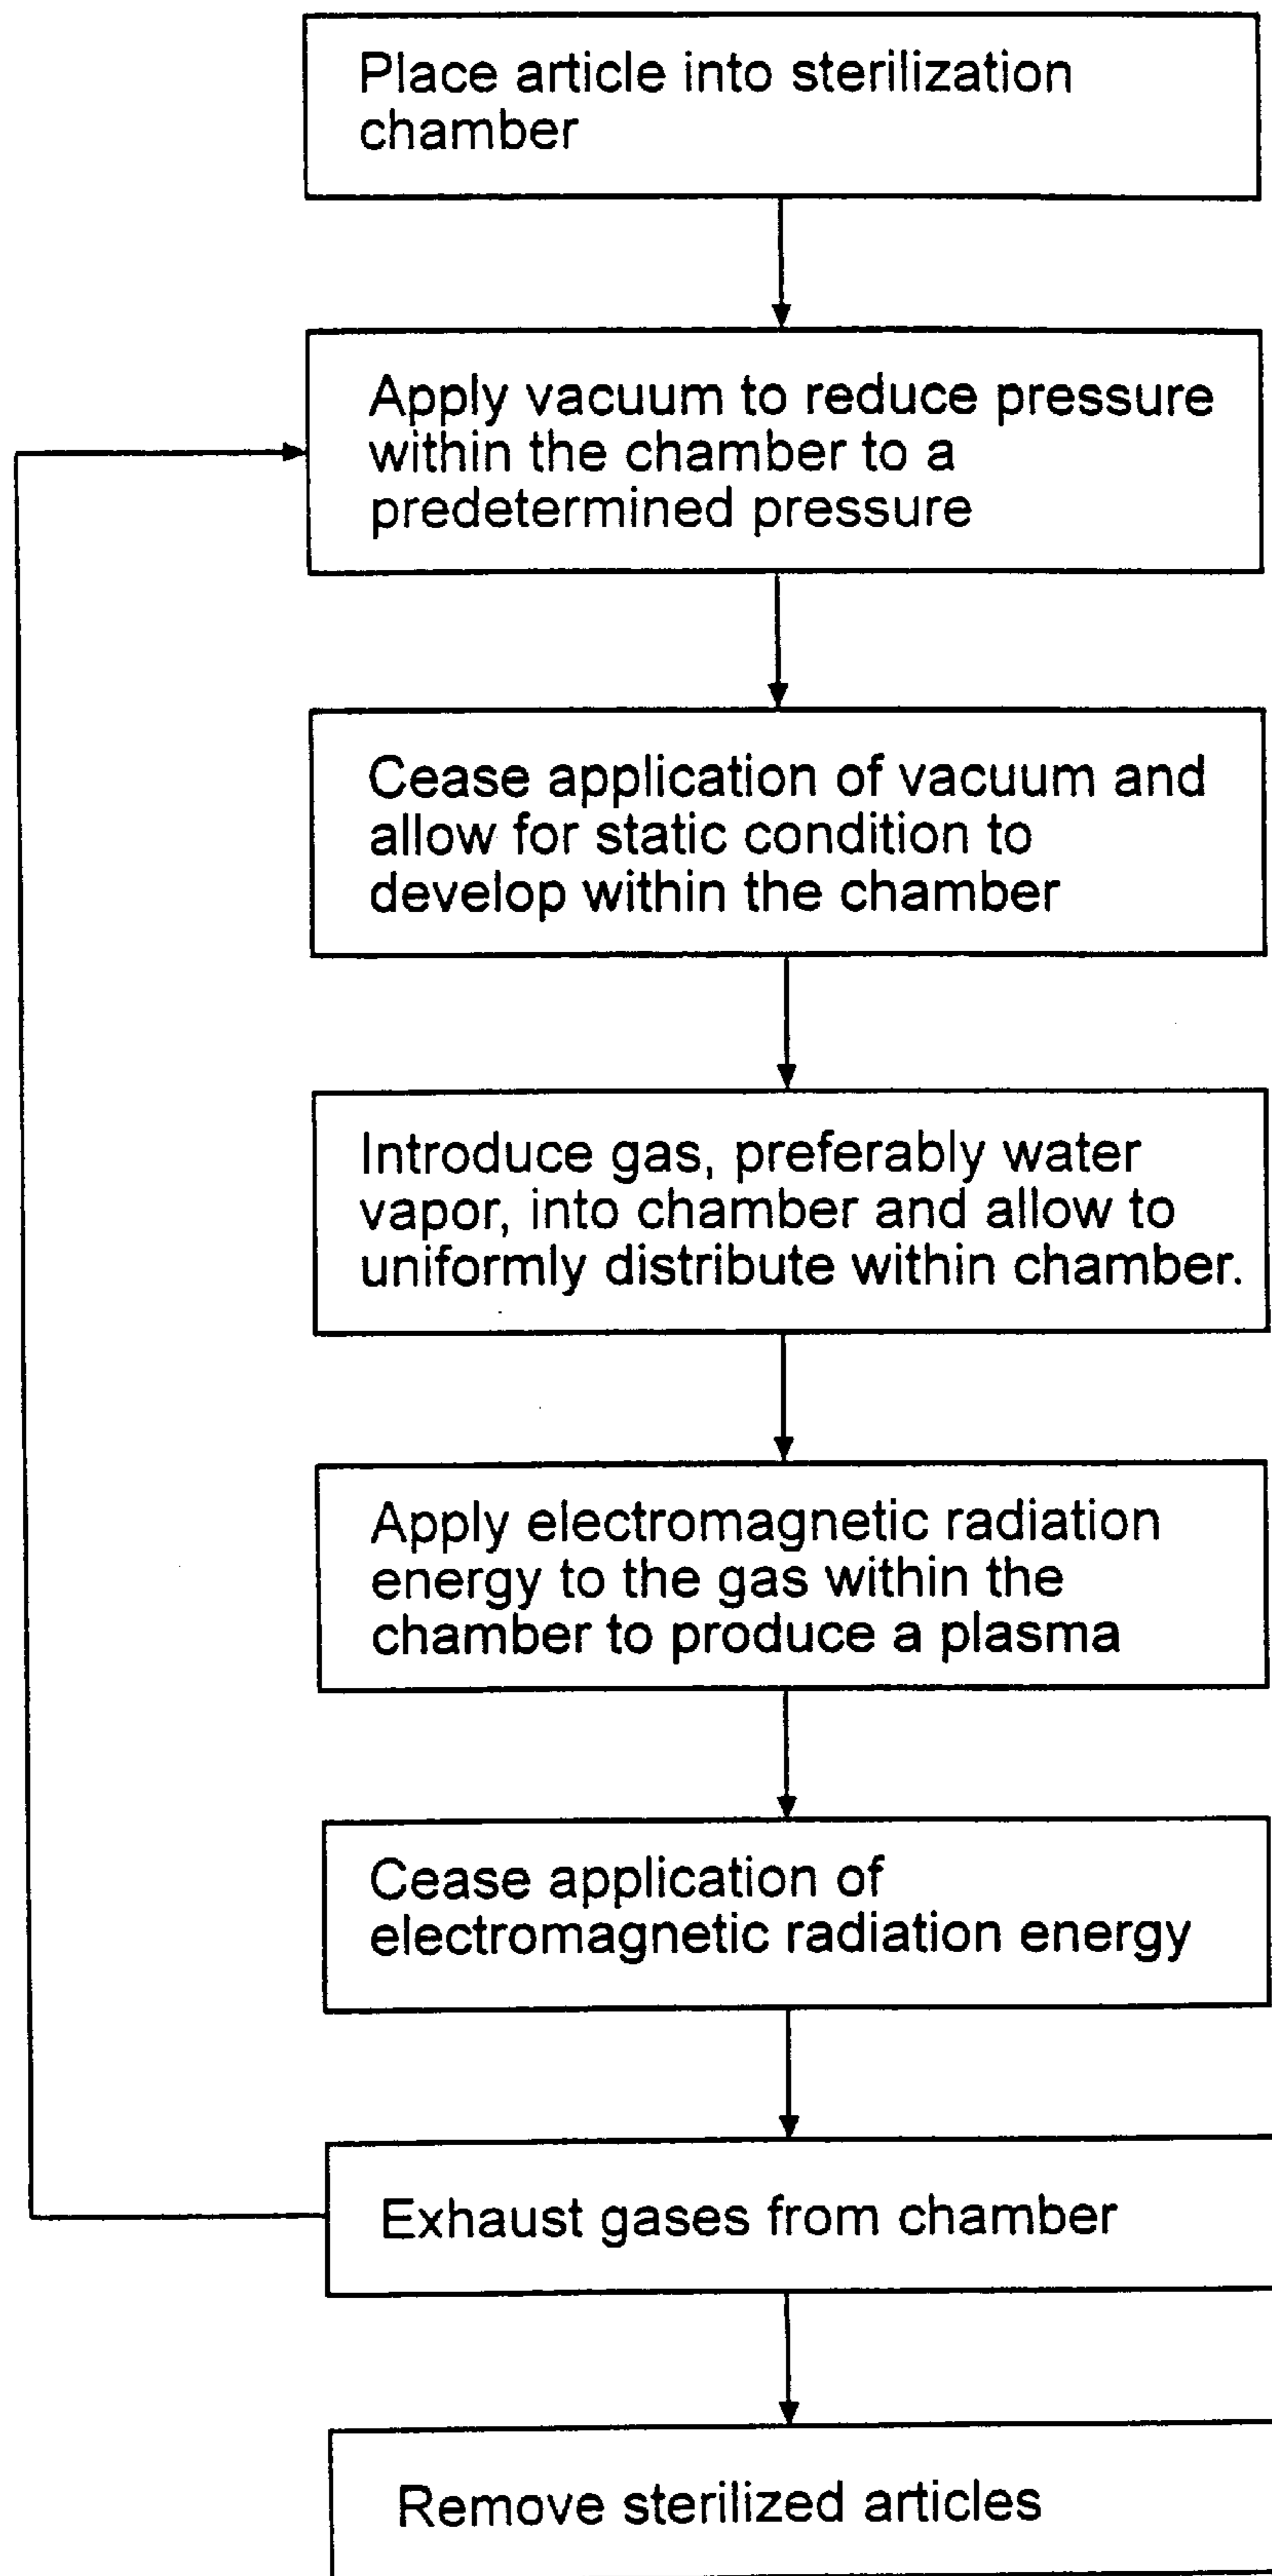 Place article into sterilization
chamber
Apply vacuum to reduce pressure
within the chamber to a
predetermined pressure
Cease application of vacuum and
allow for static condition to
develop within the chamber
Introduce gas, preferably water
vapor, into chamber and allow to
uniformly distribute within chamber.
Apply electromagnetic radiation
energy to the gas within the
chamber to produce a plasma
Cease application of
electromagnetic radiation energy
Exhaust gases from chamber
Remove sterilized articles